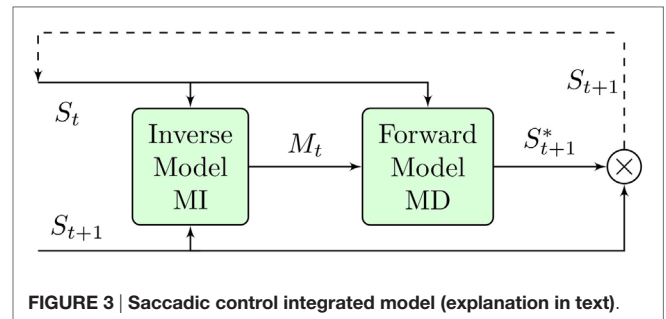 S_{t+1}
S_t
Inverse
Model
MI
M_t
Forward
Model
MD
S^*_{t+1}
S_{t+1}
FIGURE 3 | Saccadic control integrated model (explanation in text).